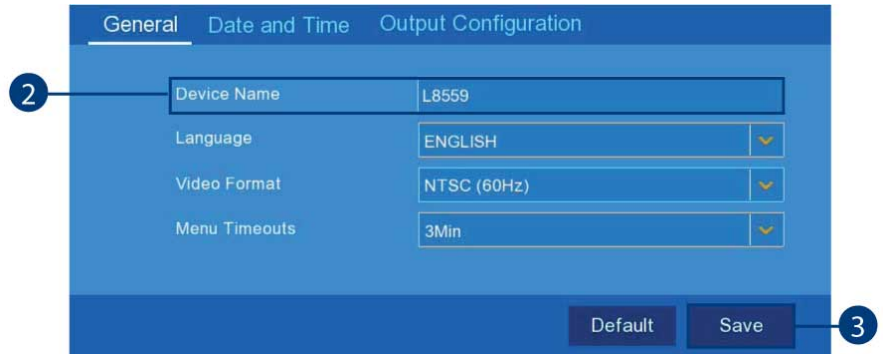 General Date and Time Output Configuration
2 Device Name L8559
Language ENGLISH
Video Format NTSC (60Hz)
Menu Timeouts 3Min
Default Save 3